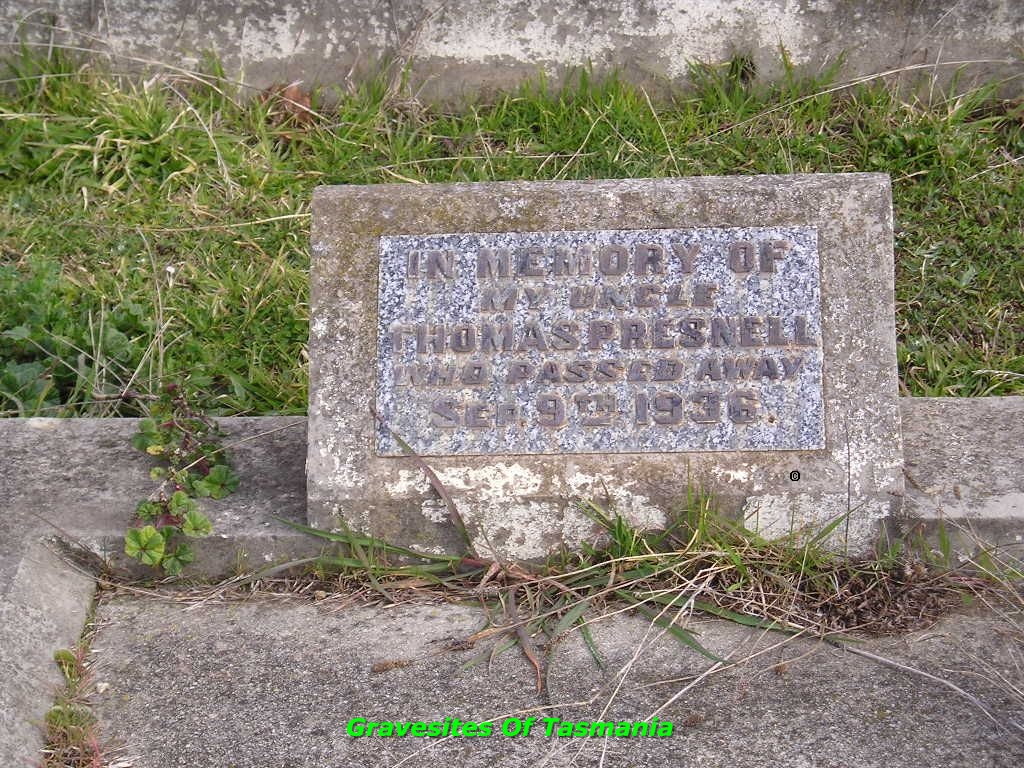 IN MEMORY OF
MY UNCLE
THOMAS PRESNELL
WHO PASSED AWAY
SEP. 9TH 1936.
©
Gravesites Of Tasmania